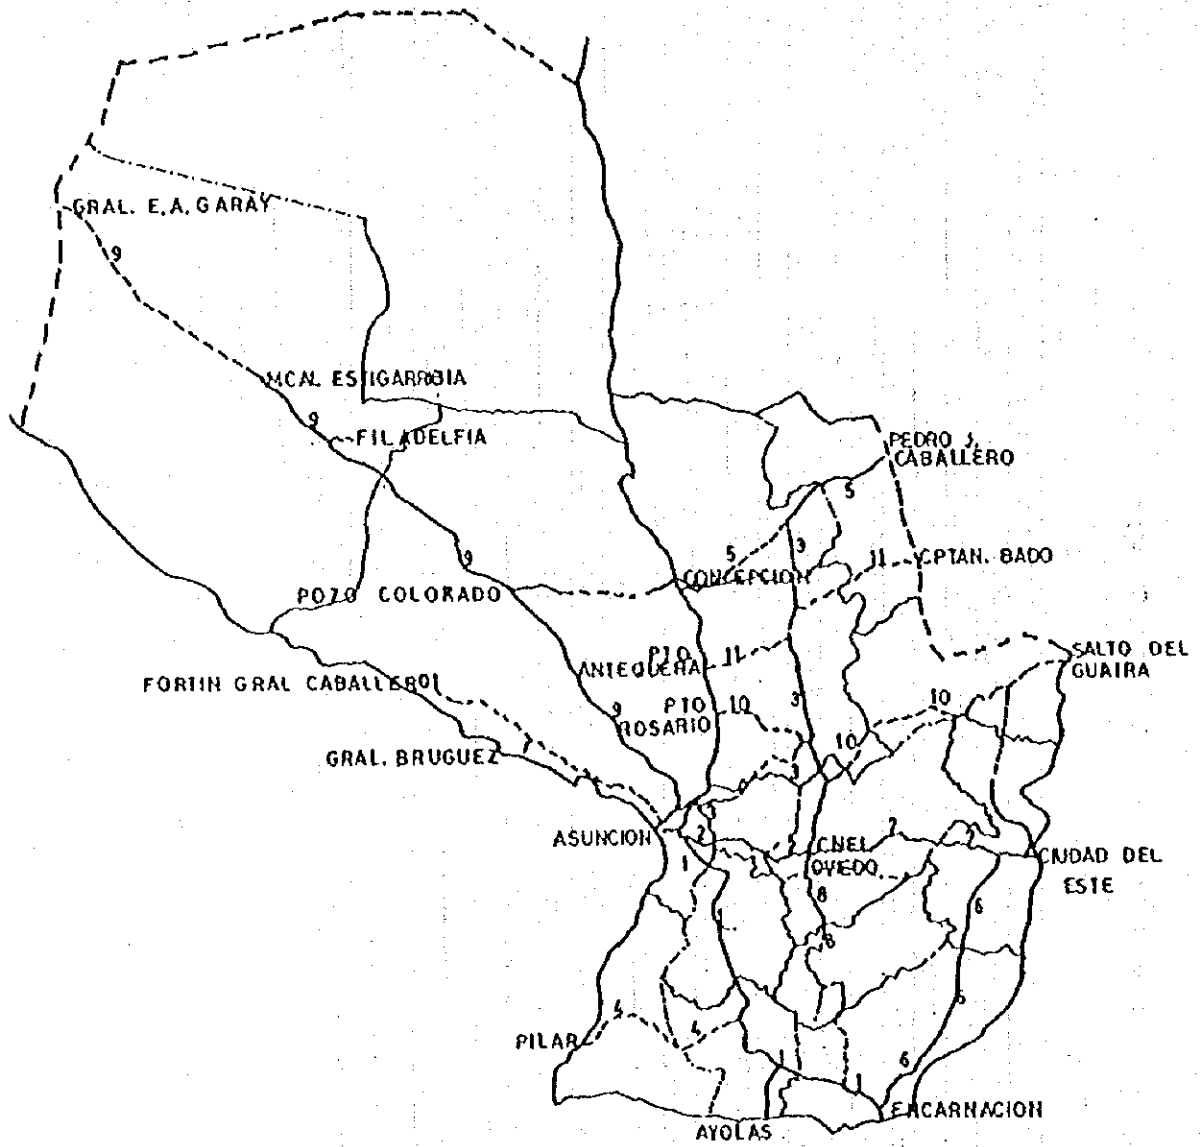 GRAL. E.A. GARAY
9
MCAL ESTIGARRIBIA
9
FILADELFIA
PEDRO J.
CABALLERO
5
3
5
9
11
CPTAN. BADO
CONCEPCION
POZO COLORADO
PTO
ANTEQUERA
11
SALTO DEL
GUAIRA
FORTIN GRAL CABALLERO
3
10
PTO
ROSARIO
10
9
10
GRAL. BRUGUEZ
3
ASUNCION
2
CNEL
OVIEDO
7
7
CIUDAD DEL
ESTE
1
8
6
1
8
6
4
4
PILAR
1
1
6
ENCARNACION
AYOLAS